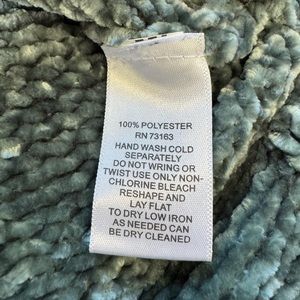 100% POLYESTER
RN 73163
HAND WASH COLD
SEPARATELY
DO NOT WRING OR
TWIST USE ONLY NON-
CHLORINE BLEACH
RESHAPE AND
LAY FLAT
TO DRY LOW IRON
AS NEEDED CAN
BE DRY CLEANED